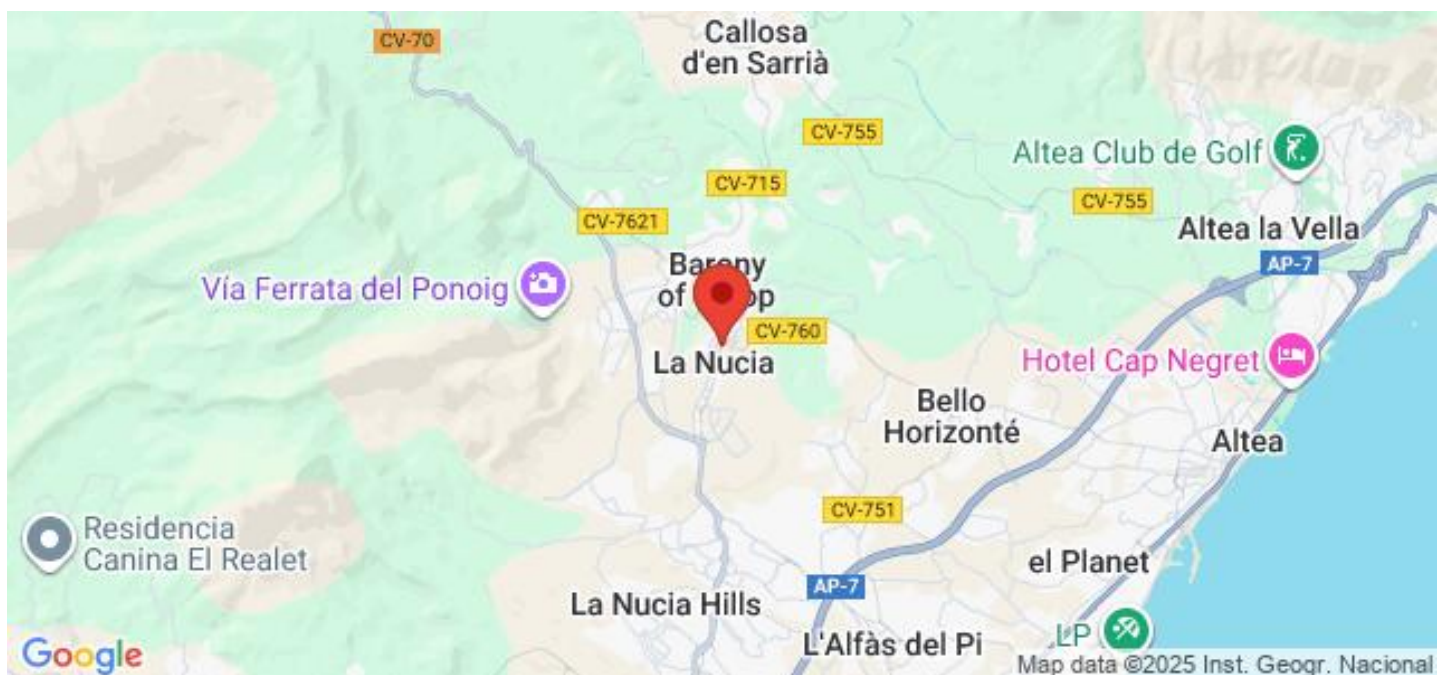 CV-70
Callosa
d'en Sarrià
CV-755
Altea Club de Golf
CV-715
CV-755
CV-7621
Altea la Vella
AP-7
Barony
of
Vía Ferrata del Ponoig
CV-760
La Nucia
Hotel Cap Negret
Bello
Horizonté
Altea
CV-751
Residencia
Canina El Realet
el Planet
AP-7
La Nucia Hills
L'Alfàs del Pi
LP
Google
Map data ©2025 Inst. Geogr. Nacional